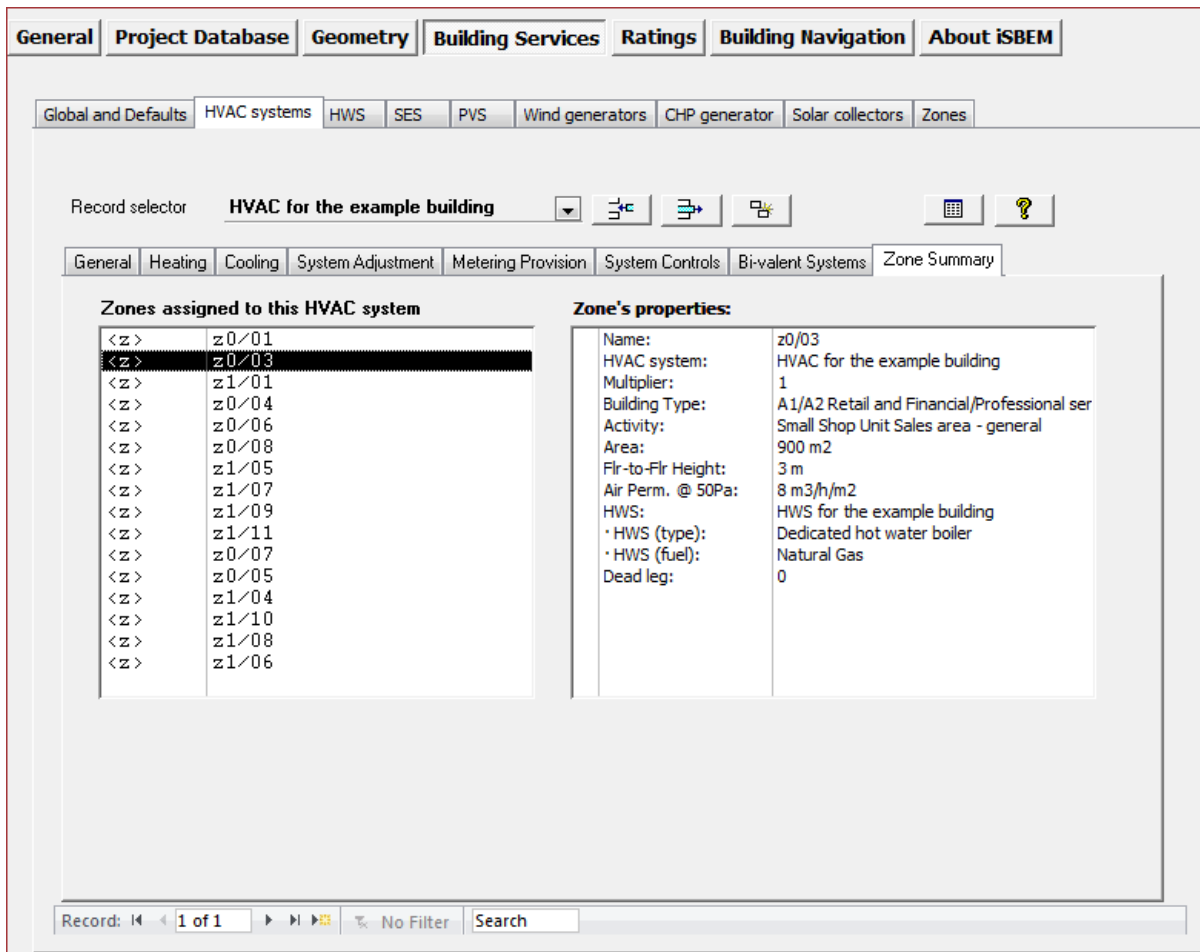 General Project Database Geometry Building Services Ratings Building Navigation About iSBEM
Global and Defaults HVAC systems HWS SES PVS Wind generators CHP generator Solar collectors Zones
Record selector HVAC for the example building
General Heating Cooling System Adjustment Metering Provision System Controls Bi-valent Systems Zone Summary
Zones assigned to this HVAC system
<z> z0/01
<z> z0/03
<z> z1/01
<z> z0/04
<z> z0/06
<z> z0/08
<z> z1/05
<z> z1/07
<z> z1/09
<z> z1/11
<z> z0/07
<z> z0/05
<z> z1/04
<z> z1/10
<z> z1/08
<z> z1/06
Zone's properties:
Name: z0/03
HVAC system: HVAC for the example building
Multiplier: 1
Building Type: A1/A2 Retail and Financial/Professional ser
Activity: Small Shop Unit Sales area - general
Area: 900 m2
Flr-to-Flr Height: 3 m
Air Perm. @ 50Pa: 8 m3/h/m2
HWS: HWS for the example building
· HWS (type): Dedicated hot water boiler
· HWS (fuel): Natural Gas
Dead leg: 0
Record: 1 of 1 No Filter Search